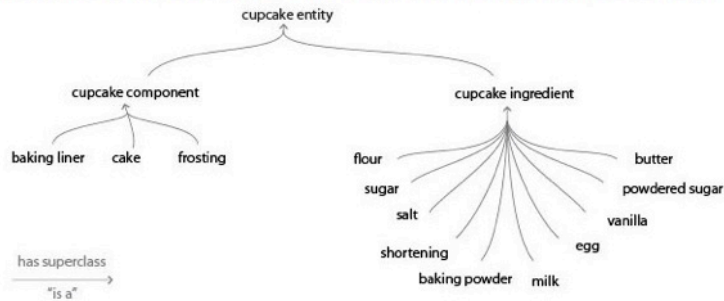 cupcake entity
cupcake component
cupcake ingredient
baking liner
cake
frosting
flour
butter
sugar
powdered sugar
salt
vanilla
shortening
egg
baking powder
milk
has superclass
"is a"